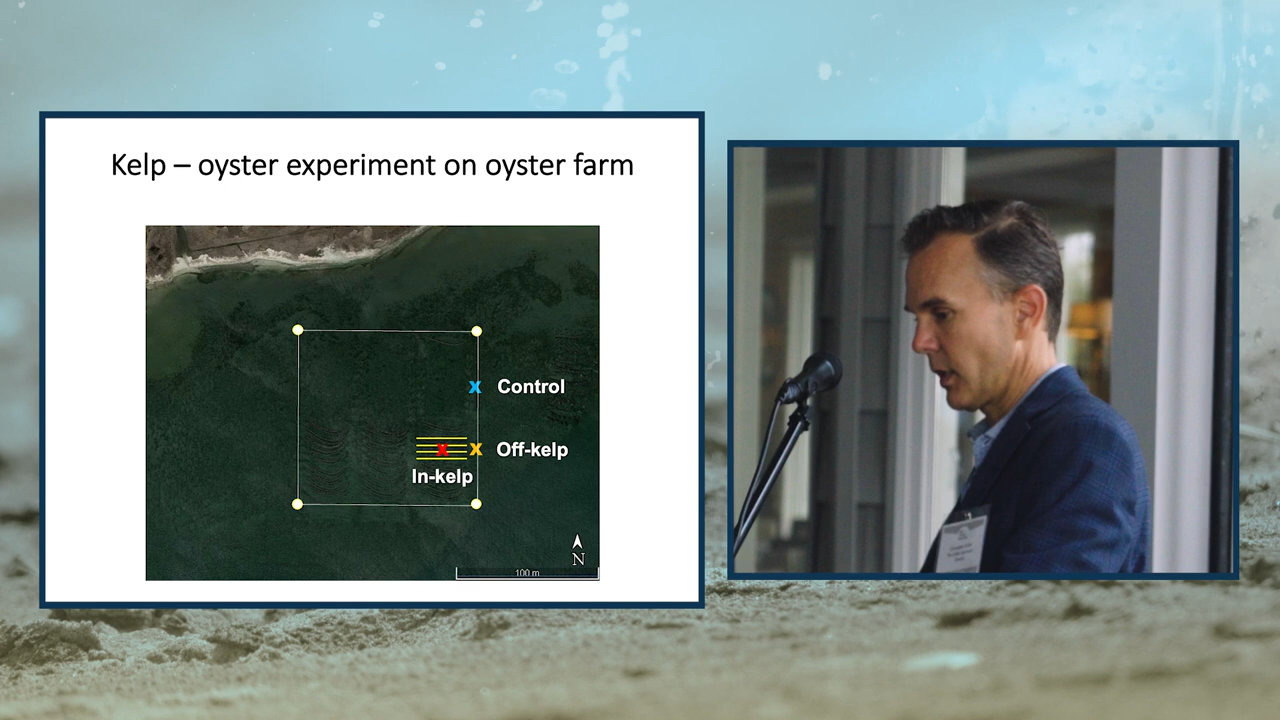 Kelp – oyster experiment on oyster farm
x Control
x x Off-kelp
In-kelp
N
100 m